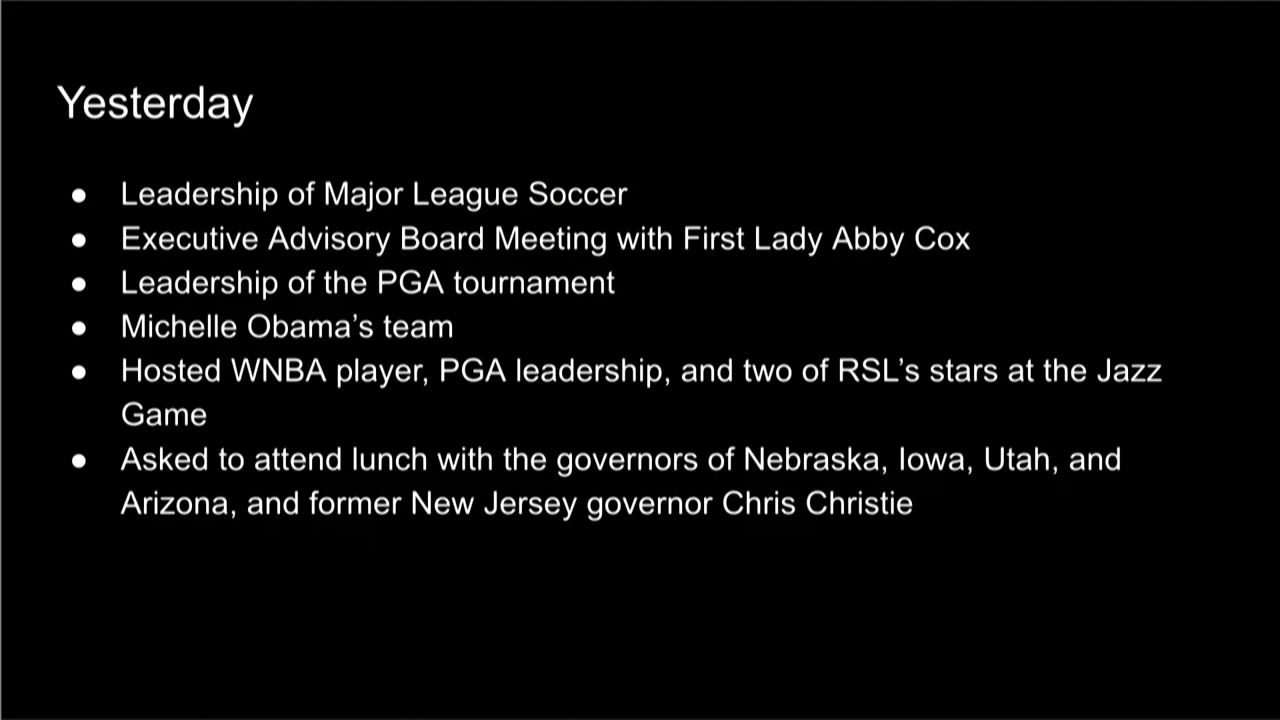 Yesterday
● Leadership of Major League Soccer
● Executive Advisory Board Meeting with First Lady Abby Cox
● Leadership of the PGA tournament
● Michelle Obama’s team
● Hosted WNBA player, PGA leadership, and two of RSL’s stars at the Jazz
Game
● Asked to attend lunch with the governors of Nebraska, Iowa, Utah, and
Arizona, and former New Jersey governor Chris Christie